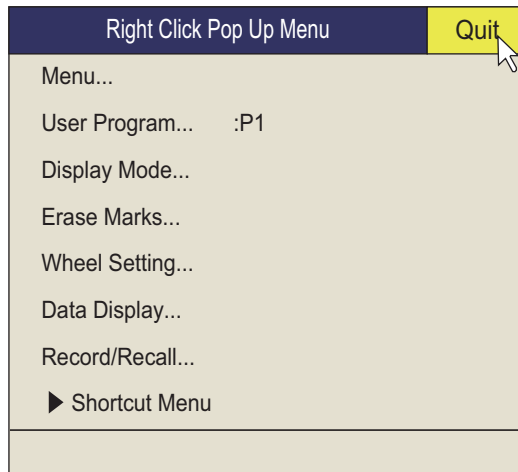 Right Click Pop Up Menu Quit
Menu...
User Program... :P1
Display Mode...
Erase Marks...
Wheel Setting...
Data Display...
Record/Recall...
▶ Shortcut Menu